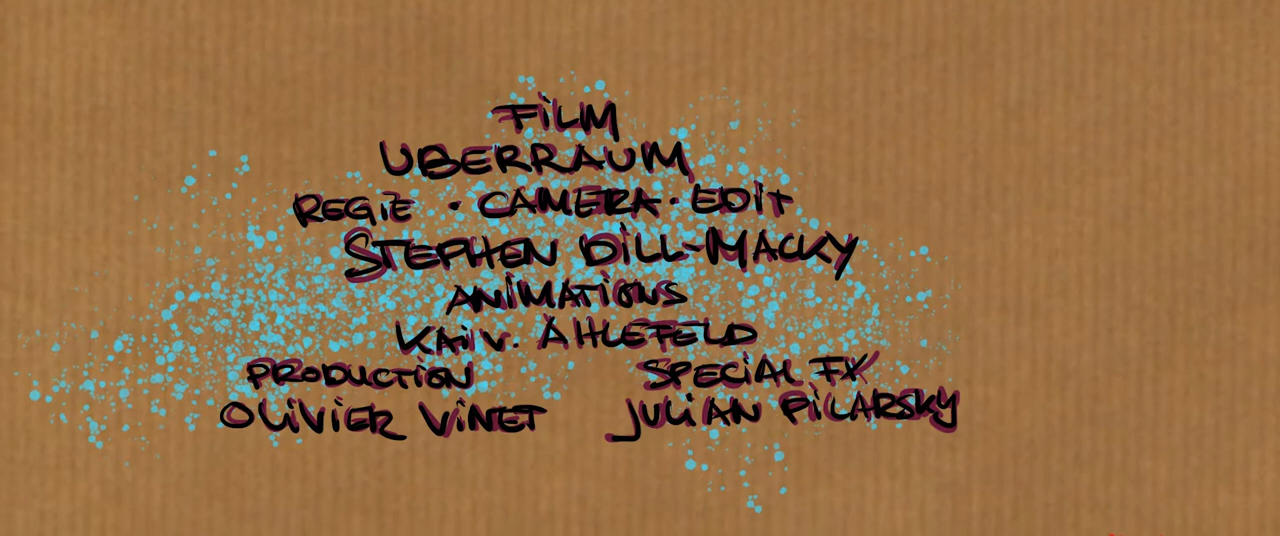 FiLM
UBERRAUM
REGiE · CAMERA · EDiT
STEPHEN DiLL-MACKY
ANiMATiONS
KAi V. AHLEFELD
PRODUCTiON SPECiAL FX
OLiViER ViNET JULiAN PiLARSKY